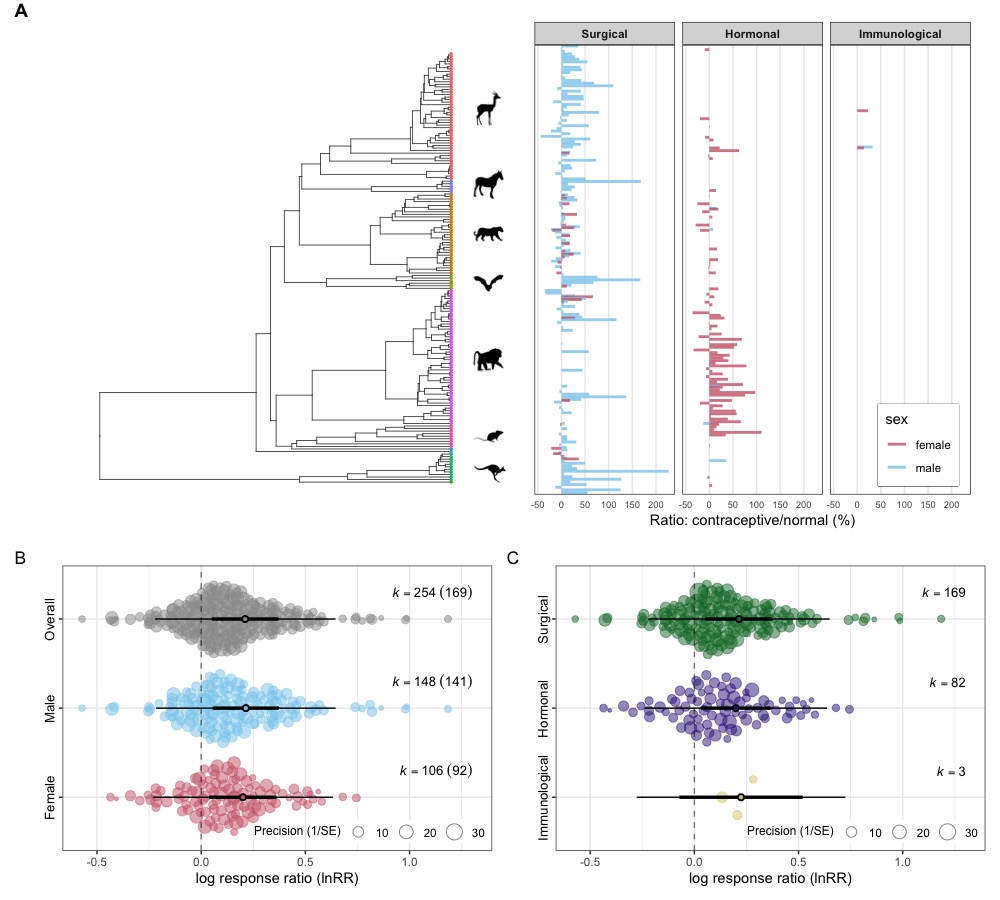 A
Surgical Hormonal Immunological
sex
female
male
-50 0 50 100 150 200 -50 0 50 100 150 200 -50 0 50 100 150 200
Ratio: contraceptive/normal (%)
B
Overall
k = 254 (169)
Male
k = 148 (141)
Female
k = 106 (92)
Precision (1/SE) 10 20 30
-0.5 0.0 0.5 1.0
log response ratio (lnRR)
C
Surgical
k = 169
Hormonal
k = 82
Immunological
k = 3
Precision (1/SE) 10 20 30
-0.5 0.0 0.5 1.0
log response ratio (lnRR)